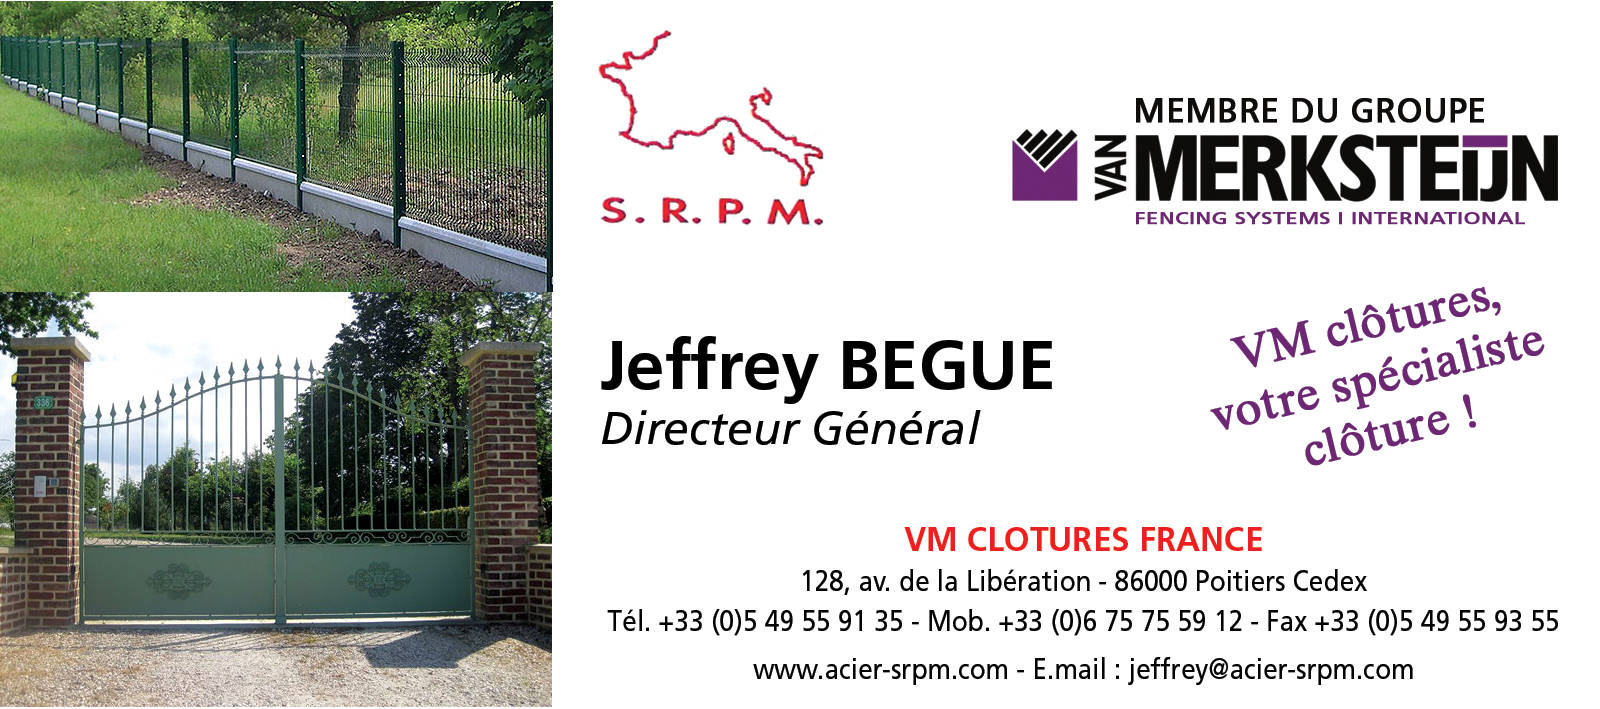 336
S. R. P. M.
MEMBRE DU GROUPE
VAN MERKSTEIJN
FENCING SYSTEMS I INTERNATIONAL
VM clôtures,
votre spécialiste
clôture !
Jeffrey BEGUE
Directeur Général
VM CLOTURES FRANCE
128, av. de la Libération - 86000 Poitiers Cedex
Tél. +33 (0)5 49 55 91 35 - Mob. +33 (0)6 75 75 59 12 - Fax +33 (0)5 49 55 93 55
www.acier-srpm.com - E.mail : jeffrey@acier-srpm.com